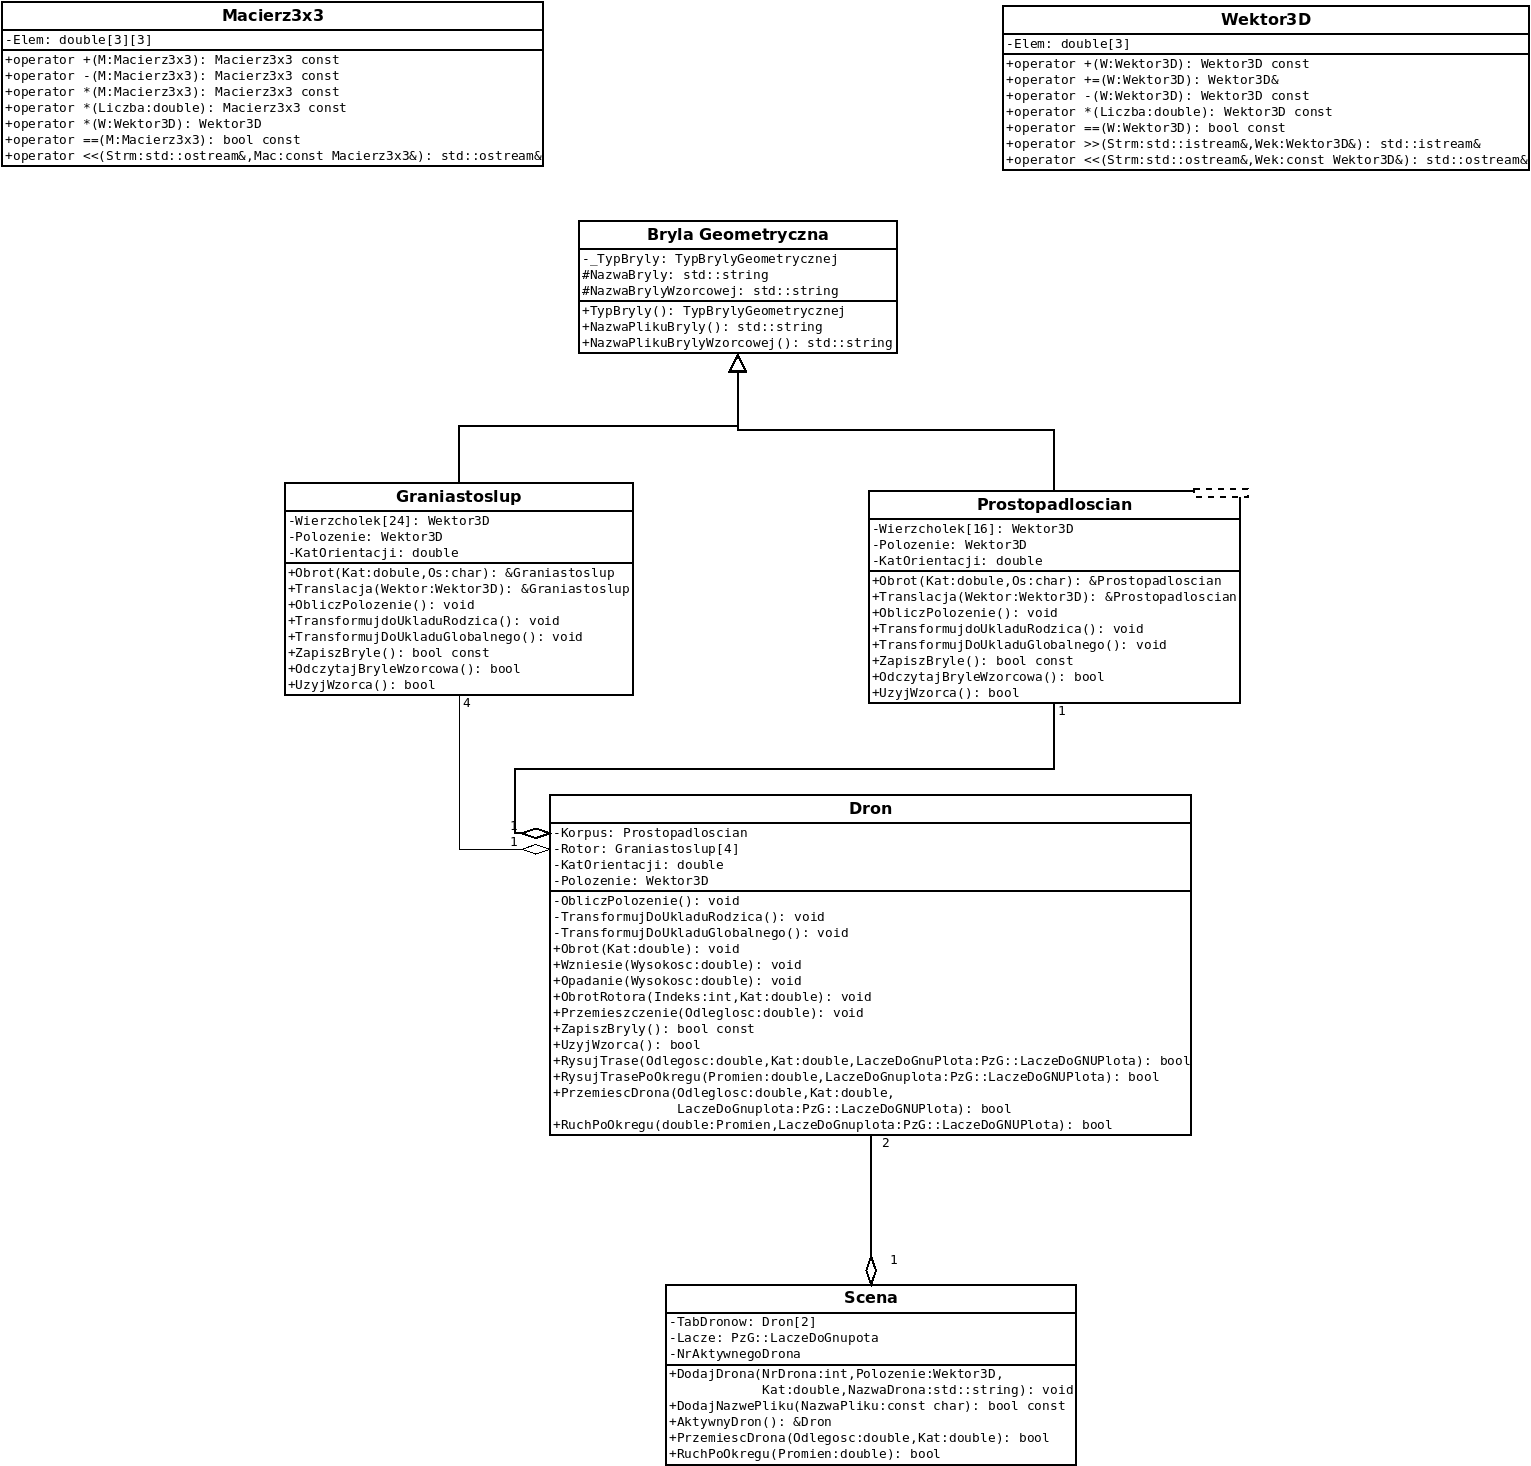 Macierz3x3
-Elem: double[3][3]
+operator +(M:Macierz3x3): Macierz3x3 const
+operator -(M:Macierz3x3): Macierz3x3 const
+operator *(M:Macierz3x3): Macierz3x3 const
+operator *(Liczba:double): Macierz3x3 const
+operator *(W:Wektor3D): Wektor3D
+operator ==(M:Macierz3x3): bool const
+operator <<(Strm:std::ostream&,Mac:const Macierz3x3&): std::ostream&
Wektor3D
-Elem: double[3]
+operator +(W:Wektor3D): Wektor3D const
+operator +=(W:Wektor3D): Wektor3D&
+operator -(W:Wektor3D): Wektor3D const
+operator *(Liczba:double): Wektor3D const
+operator ==(W:Wektor3D): bool const
+operator >>(Strm:std::istream&,Wek:Wektor3D&): std::istream&
+operator <<(Strm:std::ostream&,Wek:const Wektor3D&): std::ostream&
Bryla Geometryczna
-_TypBryly: TypBrylyGeometrycznej
#NazwaBryly: std::string
#NazwaBrylyWzorcowej: std::string
+TypBryly(): TypBrylyGeometrycznej
+NazwaPlikuBryly(): std::string
+NazwaPlikuBrylyWzorcowej(): std::string
Graniastoslup
-Wierzcholek[24]: Wektor3D
-Polozenie: Wektor3D
-KatOrientacji: double
+Obrot(Kat:dobule,Os:char): &Graniastoslup
+Translacja(Wektor:Wektor3D): &Graniastoslup
+ObliczPolozenie(): void
+TransformujdoUkladuRodzica(): void
+TransformujDoUkladuGlobalnego(): void
+ZapiszBryle(): bool const
+OdczytajBryleWzorcowa(): bool
+UzyjWzorca(): bool
4
Prostopadloscian
-Wierzcholek[16]: Wektor3D
-Polozenie: Wektor3D
-KatOrientacji: double
+Obrot(Kat:dobule,Os:char): &Prostopadloscian
+Translacja(Wektor:Wektor3D): &Prostopadloscian
+ObliczPolozenie(): void
+TransformujdoUkladuRodzica(): void
+TransformujDoUkladuGlobalnego(): void
+ZapiszBryle(): bool const
+OdczytajBryleWzorcowa(): bool
+UzyjWzorca(): bool
1
1
1
Dron
-Korpus: Prostopadloscian
-Rotor: Graniastoslup[4]
-KatOrientacji: double
-Polozenie: Wektor3D
-ObliczPolozenie(): void
-TransformujDoUkladuRodzica(): void
-TransformujDoUkladuGlobalnego(): void
+Obrot(Kat:double): void
+Wzniesie(Wysokosc:double): void
+Opadanie(Wysokosc:double): void
+ObrotRotora(Indeks:int,Kat:double): void
+Przemieszczenie(Odleglosc:double): void
+ZapiszBryly(): bool const
+UzyjWzorca(): bool
+RysujTrase(Odlegosc:double,Kat:double,LaczeDoGnuPlota:PzG::LaczeDoGNUPlota): bool
+RysujTrasePoOkregu(Promien:double,LaczeDoGnuplota:PzG::LaczeDoGNUPlota): bool
+PrzemiescDrona(Odleglosc:double,Kat:double,
LaczeDoGnuplota:PzG::LaczeDoGNUPlota): bool
+RuchPoOkregu(double:Promien,LaczeDoGnuplota:PzG::LaczeDoGNUPlota): bool
2
1
Scena
-TabDronow: Dron[2]
-Lacze: PzG::LaczeDoGnupota
-NrAktywnegoDrona
+DodajDrona(NrDrona:int,Polozenie:Wektor3D,
Kat:double,NazwaDrona:std::string): void
+DodajNazwePliku(NazwaPliku:const char): bool const
+AktywnyDron(): &Dron
+PrzemiescDrona(Odlegosc:double,Kat:double): bool
+RuchPoOkregu(Promien:double): bool